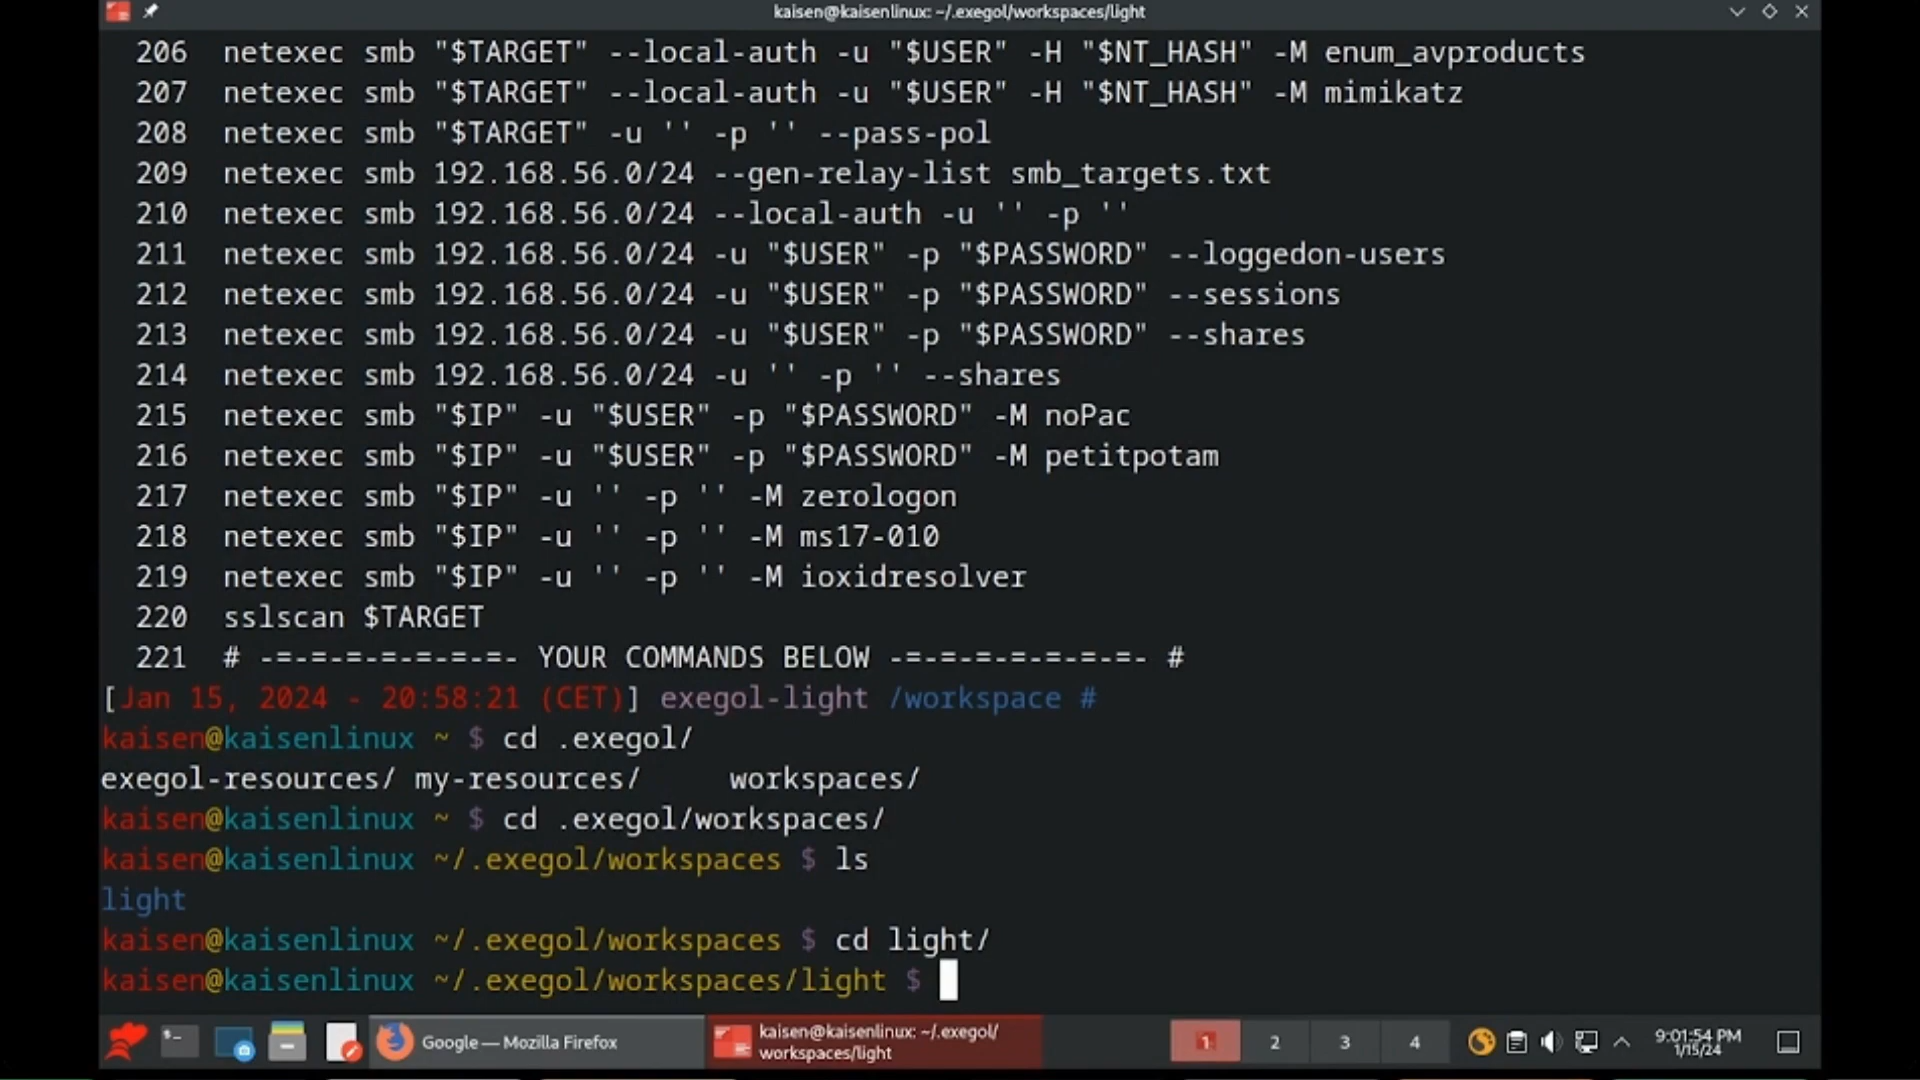 kaisen@kaisenlinux: ~/.exegol/workspaces/light
206 netexec smb "$TARGET" --local-auth -u "$USER" -H "$NT_HASH" -M enum_avproducts
207 netexec smb "$TARGET" --local-auth -u "$USER" -H "$NT_HASH" -M mimikatz
208 netexec smb "$TARGET" -u '' -p '' --pass-pol
209 netexec smb 192.168.56.0/24 --gen-relay-list smb_targets.txt
210 netexec smb 192.168.56.0/24 --local-auth -u '' -p ''
211 netexec smb 192.168.56.0/24 -u "$USER" -p "$PASSWORD" --loggedon-users
212 netexec smb 192.168.56.0/24 -u "$USER" -p "$PASSWORD" --sessions
213 netexec smb 192.168.56.0/24 -u "$USER" -p "$PASSWORD" --shares
214 netexec smb 192.168.56.0/24 -u '' -p '' --shares
215 netexec smb "$IP" -u "$USER" -p "$PASSWORD" -M noPac
216 netexec smb "$IP" -u "$USER" -p "$PASSWORD" -M petitpotam
217 netexec smb "$IP" -u '' -p '' -M zerologon
218 netexec smb "$IP" -u '' -p '' -M ms17-010
219 netexec smb "$IP" -u '' -p '' -M ioxidresolver
220 sslscan $TARGET
221 # -=-=-=-=-=-=-=- YOUR COMMANDS BELOW -=-=-=-=-=-=-=- #
[Jan 15, 2024 - 20:58:21 (CET)] exegol-light /workspace #
kaisen@kaisenlinux ~ $ cd .exegol/
exegol-resources/ my-resources/ workspaces/
kaisen@kaisenlinux ~ $ cd .exegol/workspaces/
kaisen@kaisenlinux ~/.exegol/workspaces $ ls
light
kaisen@kaisenlinux ~/.exegol/workspaces $ cd light/
kaisen@kaisenlinux ~/.exegol/workspaces/light $
Google — Mozilla Firefox
kaisen@kaisenlinux: ~/.exegol/
workspaces/light
1 2 3 4
9:01:54 PM
1/15/24